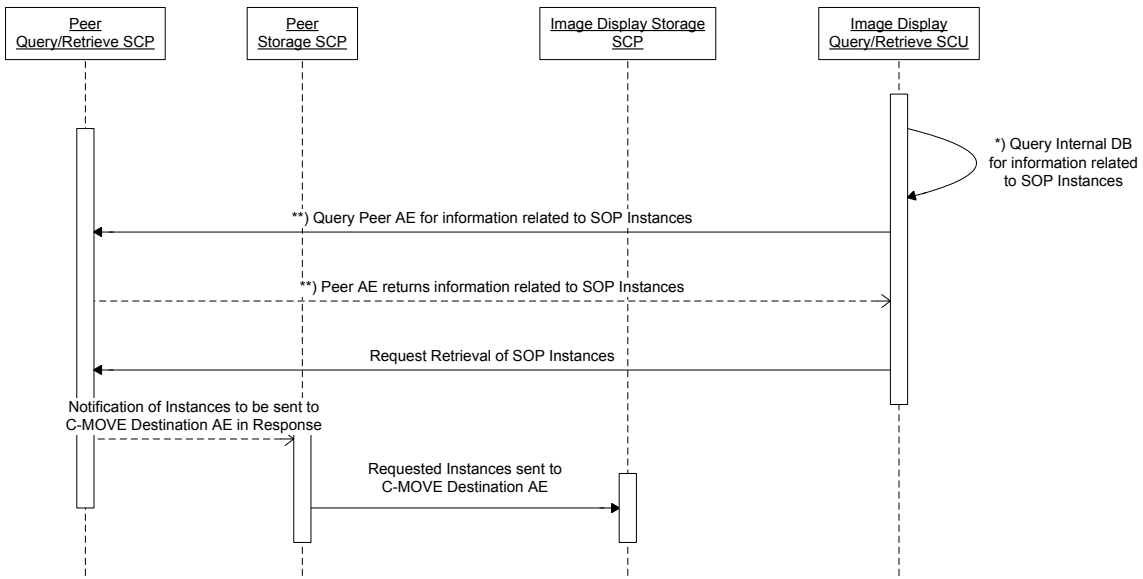 Peer
Query/Retrieve SCP
Peer
Storage SCP
Image Display Storage
SCP
Image Display
Query/Retrieve SCU
*) Query Internal DB
for information related
to SOP Instances
**) Query Peer AE for information related to SOP Instances
**) Peer AE returns information related to SOP Instances
Request Retrieval of SOP Instances
Notification of Instances to be sent to
C-MOVE Destination AE in Response
Requested Instances sent to
C-MOVE Destination AE